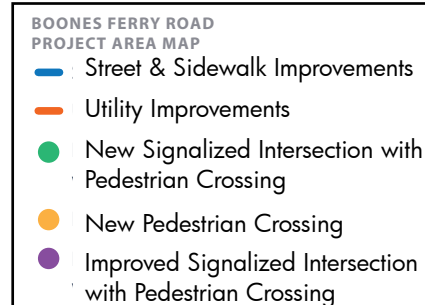 BOONES FERRY ROAD
PROJECT AREA MAP
Street & Sidewalk Improvements
Utility Improvements
New Signalized Intersection with
Pedestrian Crossing
New Pedestrian Crossing
Improved Signalized Intersection
with Pedestrian Crossing